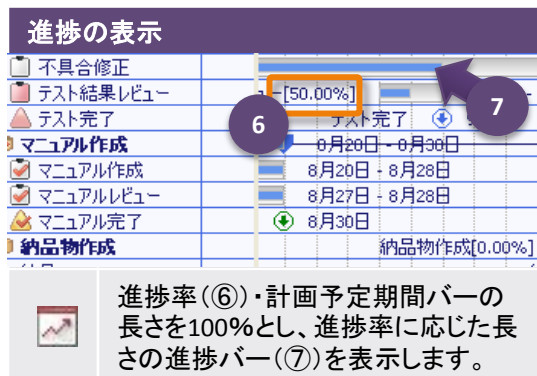 進捗の表示
不具合修正
テスト結果レビュー [50.00%]
テスト完了 テスト完了
6
7
マニュアル作成 8月20日 - 8月30日
マニュアル作成 8月20日 - 8月28日
マニュアルレビュー 8月27日 - 8月28日
マニュアル完了 8月30日
納品物作成 納品物作成[0.00%]
進捗率(⑥)・計画予定期間バーの
長さを100%とし、進捗率に応じた長
さの進捗バー(⑦)を表示します。